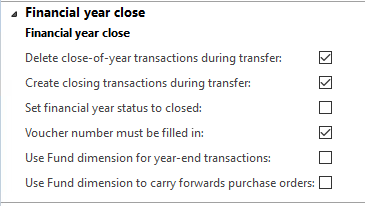 Financial year close
Financial year close
Delete close-of-year transactions during transfer:
Create closing transactions during transfer:
Set financial year status to closed:
Voucher number must be filled in:
Use Fund dimension for year-end transactions:
Use Fund dimension to carry forwards purchase orders: